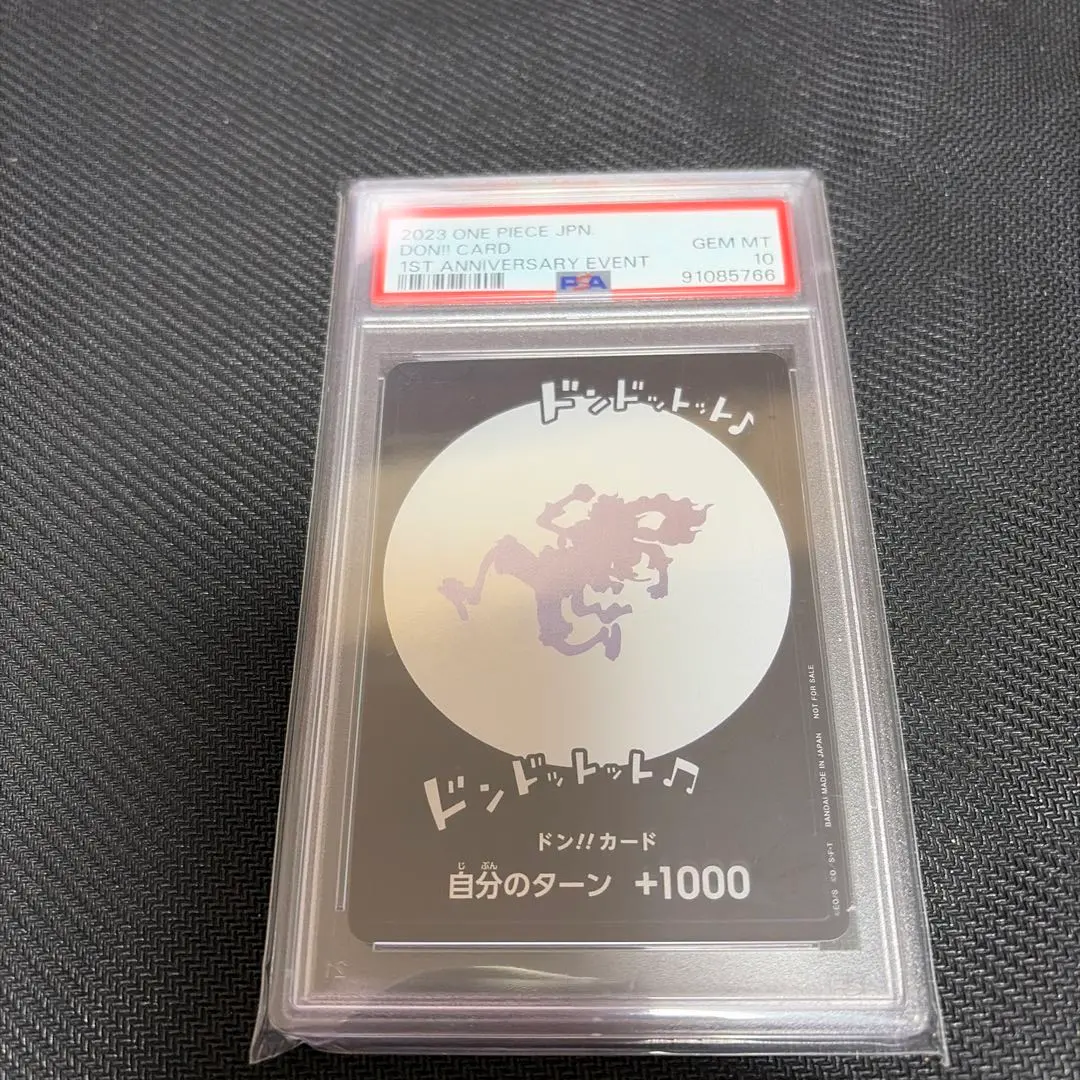 2023 ONE PIECE JPN.
DON!! CARD
1ST ANNIVERSARY EVENT
GEM MT
10
91085766
PSA
ドンドットット♪
ドンドットット♫
ドン!!カード
じ ぶん
自分のターン +1000
BANDAI MADE IN JAPAN NOT FOR SALE